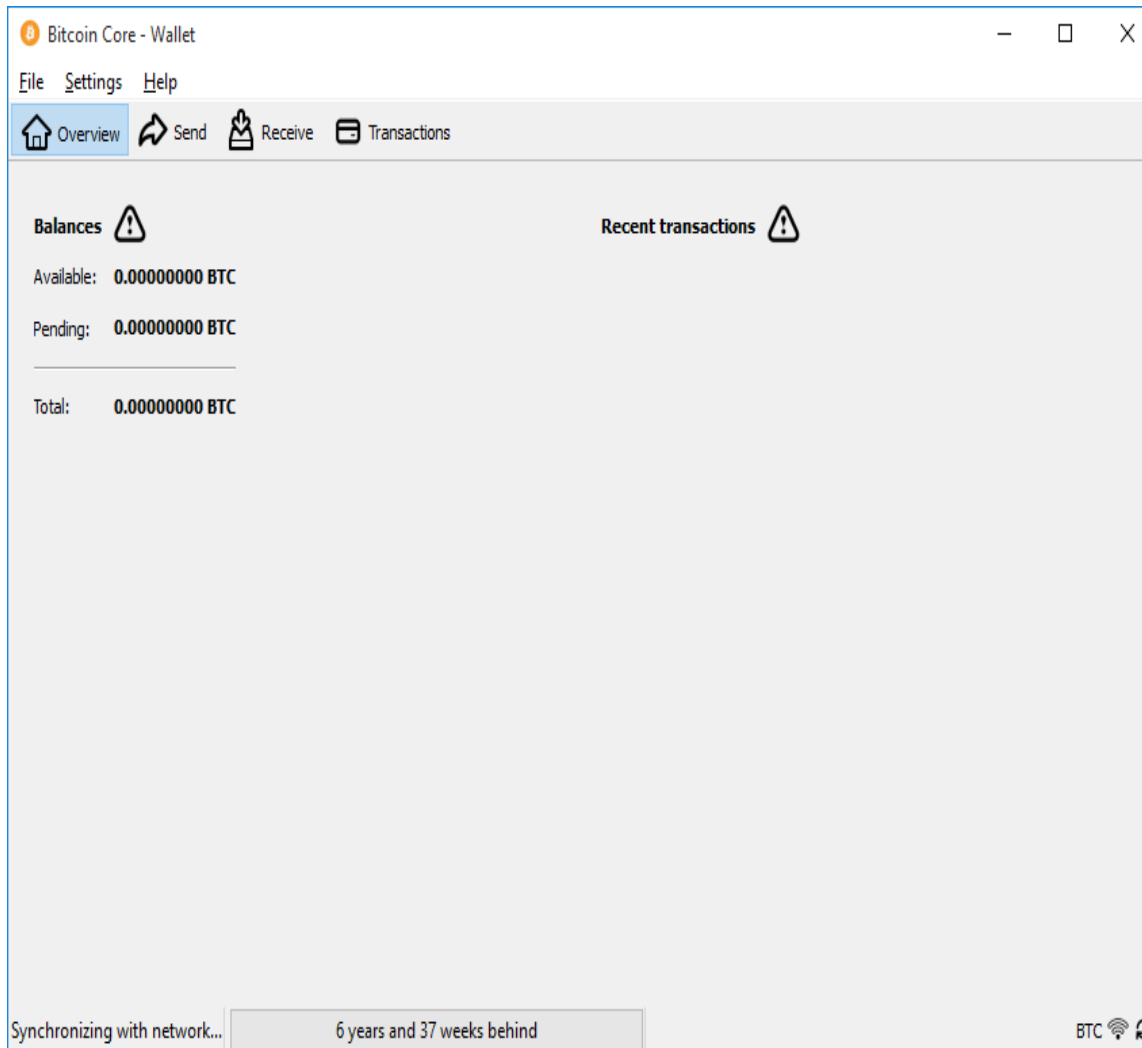 Bitcoin Core - Wallet
File Settings Help
Overview Send Receive Transactions
Balances
Available: 0.00000000 BTC
Pending: 0.00000000 BTC
Total: 0.00000000 BTC
Recent transactions
Synchronizing with network... 6 years and 37 weeks behind BTC